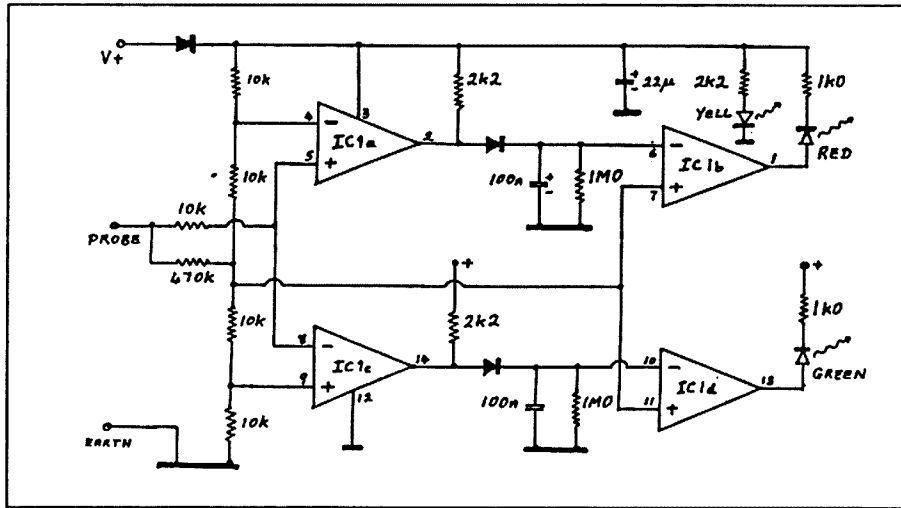 V+
10k
2k2
22µ
+
-
2k2
1k0
YELL
RED
4
-
3
IC1a
2
5
+
10k
100n
+
-
1M0
6
-
IC1b
1
7
+
10k
PROBE
470k
+
+
10k
2k2
1k0
8
-
IC1c
14
9
+
12
10
-
IC1d
13
11
+
GREEN
10k
100n
1M0
EARTH